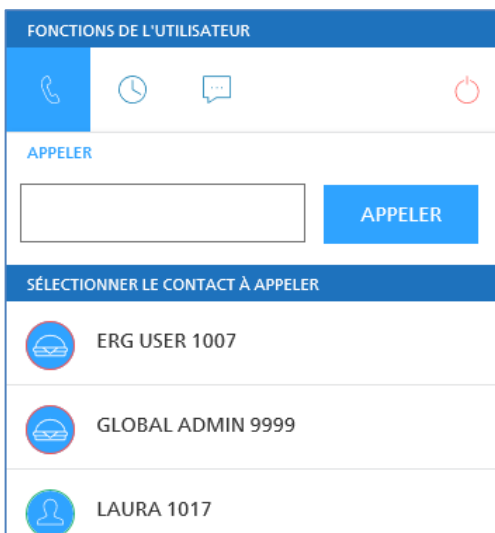 FONCTIONS DE L'UTILISATEUR
APPELER
APPELER
SÉLECTIONNER LE CONTACT À APPELER
ERG USER 1007
GLOBAL ADMIN 9999
LAURA 1017